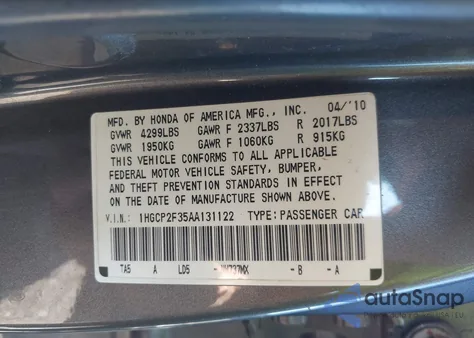 MFD. BY HONDA OF AMERICA MFG., INC. 04/'10
GVWR 4299LBS GAWR F 2337LBS R 2017LBS
GVWR 1950KG GAWR F 1060KG R 915KG
THIS VEHICLE CONFORMS TO ALL APPLICABLE
FEDERAL MOTOR VEHICLE SAFETY, BUMPER,
AND THEFT PREVENTION STANDARDS IN EFFECT
ON THE DATE OF MANUFACTURE SHOWN ABOVE.
V.I.N: 1HGCP2F35AA131122 TYPE: PASSENGER CAR
TA5 A LD5 - - B - A
autoSnap